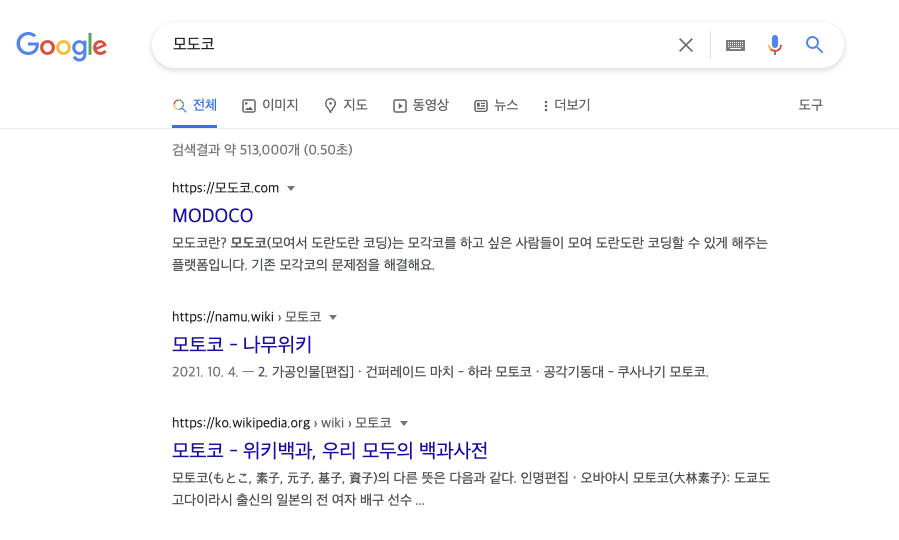 Google
모도코
전체
이미지
지도
동영상
뉴스
더보기
도구
검색결과 약 513,000개 (0.50초)
https://모도코.com
MODOCO
모도코란? 모도코(모여서 도란도란 코딩)는 모각코를 하고 싶은 사람들이 모여 도란도란 코딩할 수 있게 해주는
플랫폼입니다. 기존 모각코의 문제점을 해결해요.
https://namu.wiki › 모토코
모토코 - 나무위키
2021. 10. 4. — 2. 가공인물[편집] · 건퍼레이드 마치 - 하라 모토코 · 공각기동대 - 쿠사나기 모토코.
https://ko.wikipedia.org › wiki › 모토코
모토코 - 위키백과, 우리 모두의 백과사전
모토코(もとこ, 素子, 元子, 基子, 資子)의 다른 뜻은 다음과 같다. 인명편집 · 오바야시 모토코(大林素子): 도쿄도
고다이라시 출신의 일본의 전 여자 배구 선수 ...